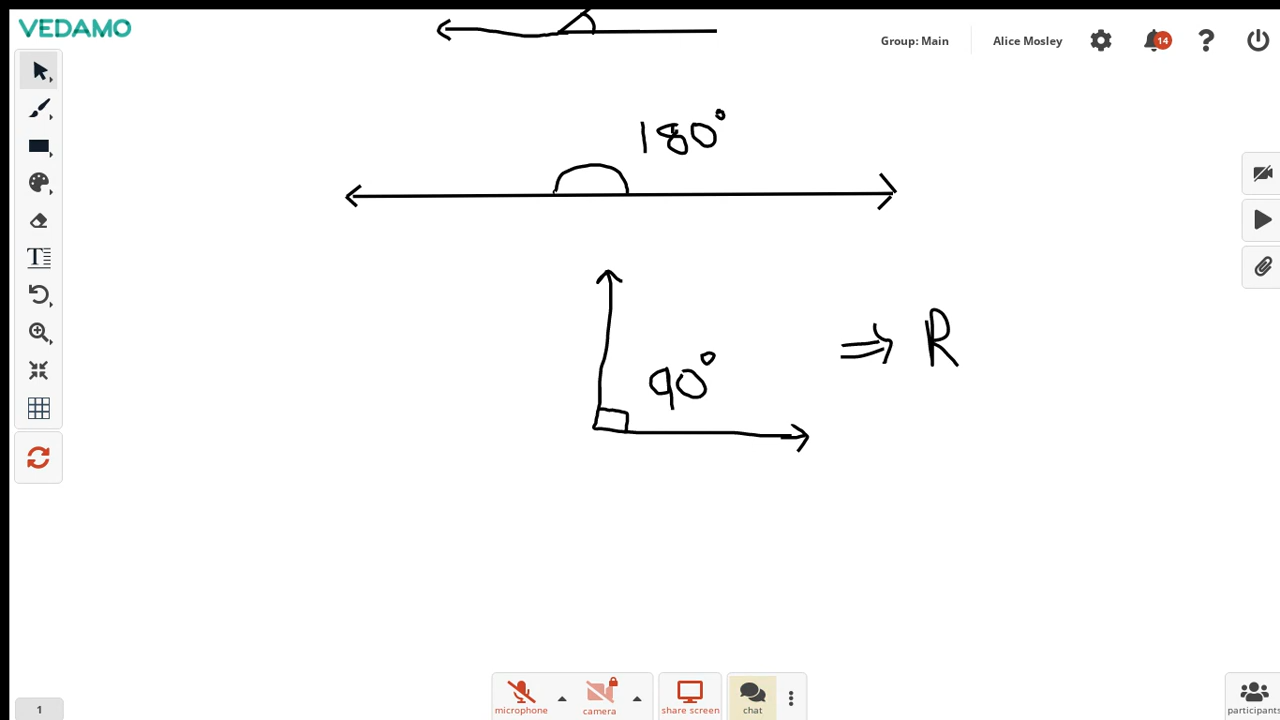 VEDAMO
Group: Main
Alice Mosley
14
180°
90°
⇒ R
1
microphone
camera
share screen
chat
participants